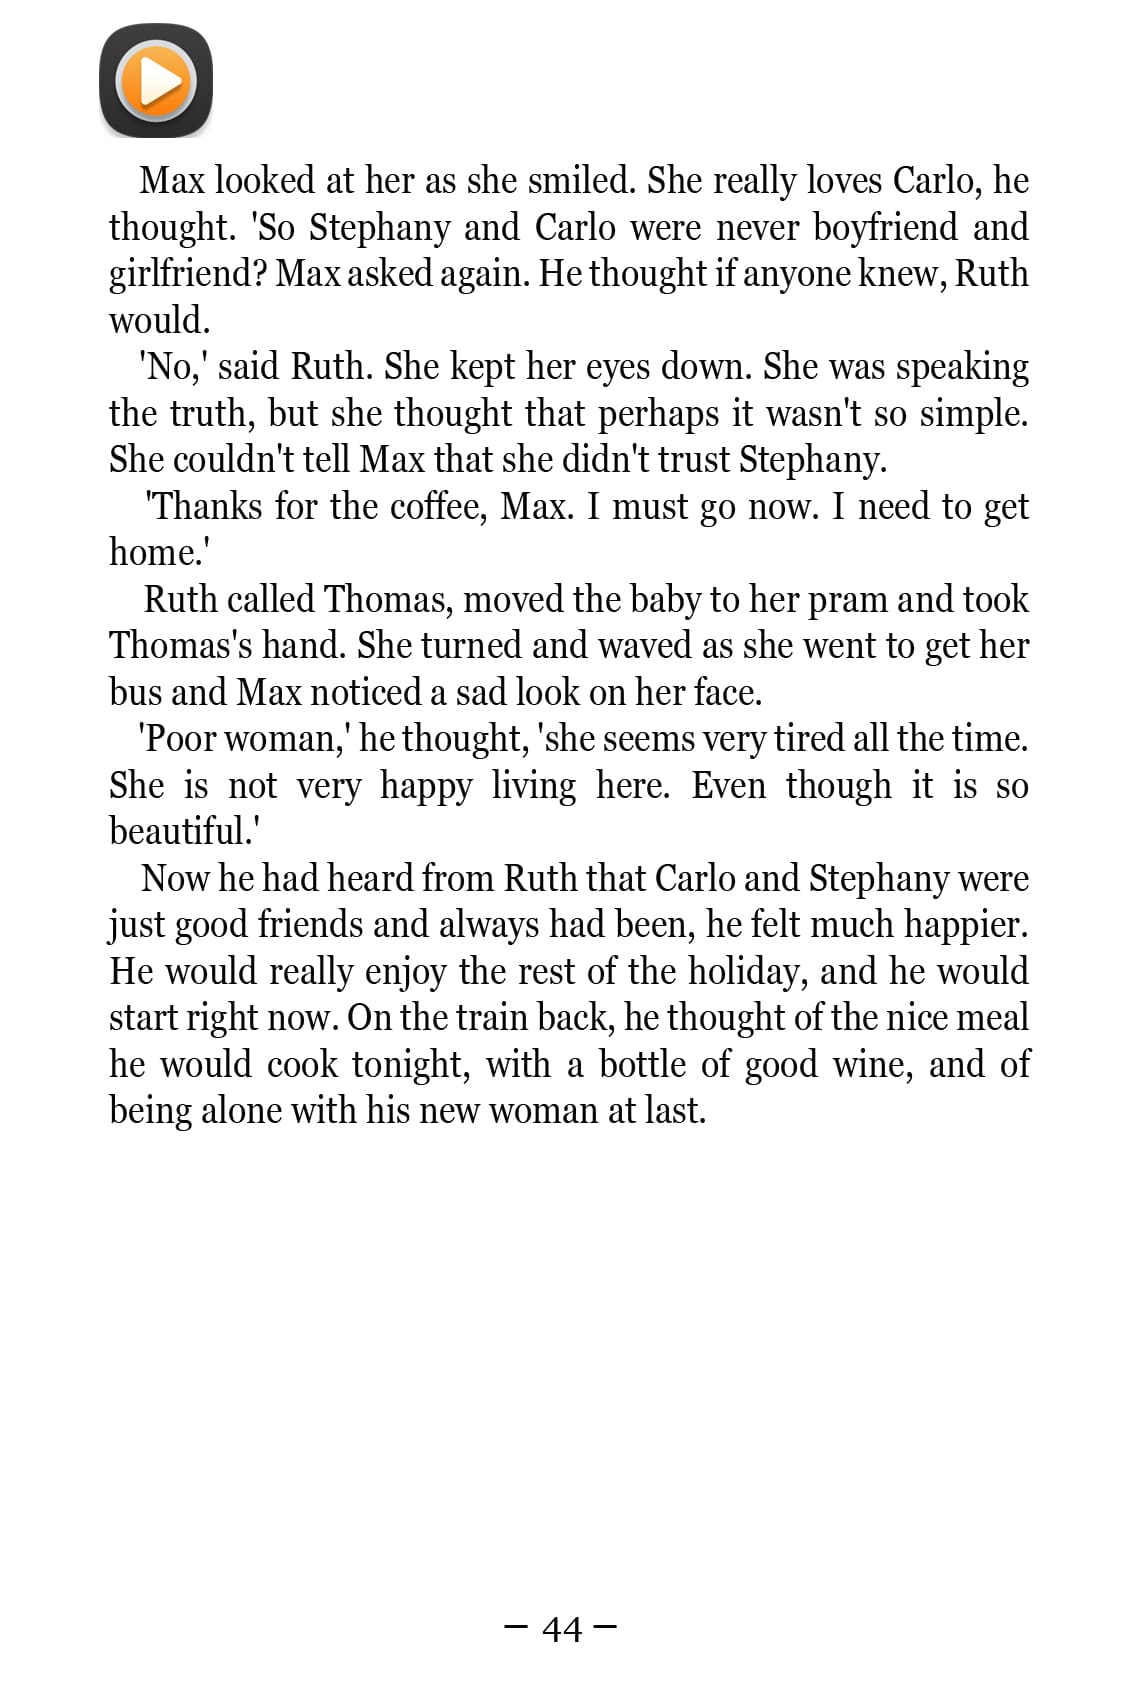 Max looked at her as she smiled. She really loves Carlo, he
thought. 'So Stephany and Carlo were never boyfriend and
girlfriend? Max asked again. He thought if anyone knew, Ruth
would.
'No,' said Ruth. She kept her eyes down. She was speaking
the truth, but she thought that perhaps it wasn't so simple.
She couldn't tell Max that she didn't trust Stephany.
'Thanks for the coffee, Max. I must go now. I need to get
home.'
Ruth called Thomas, moved the baby to her pram and took
Thomas's hand. She turned and waved as she went to get her
bus and Max noticed a sad look on her face.
'Poor woman,' he thought, 'she seems very tired all the time.
She is not very happy living here. Even though it is so
beautiful.'
Now he had heard from Ruth that Carlo and Stephany were
just good friends and always had been, he felt much happier.
He would really enjoy the rest of the holiday, and he would
start right now. On the train back, he thought of the nice meal
he would cook tonight, with a bottle of good wine, and of
being alone with his new woman at last.
– 44 –